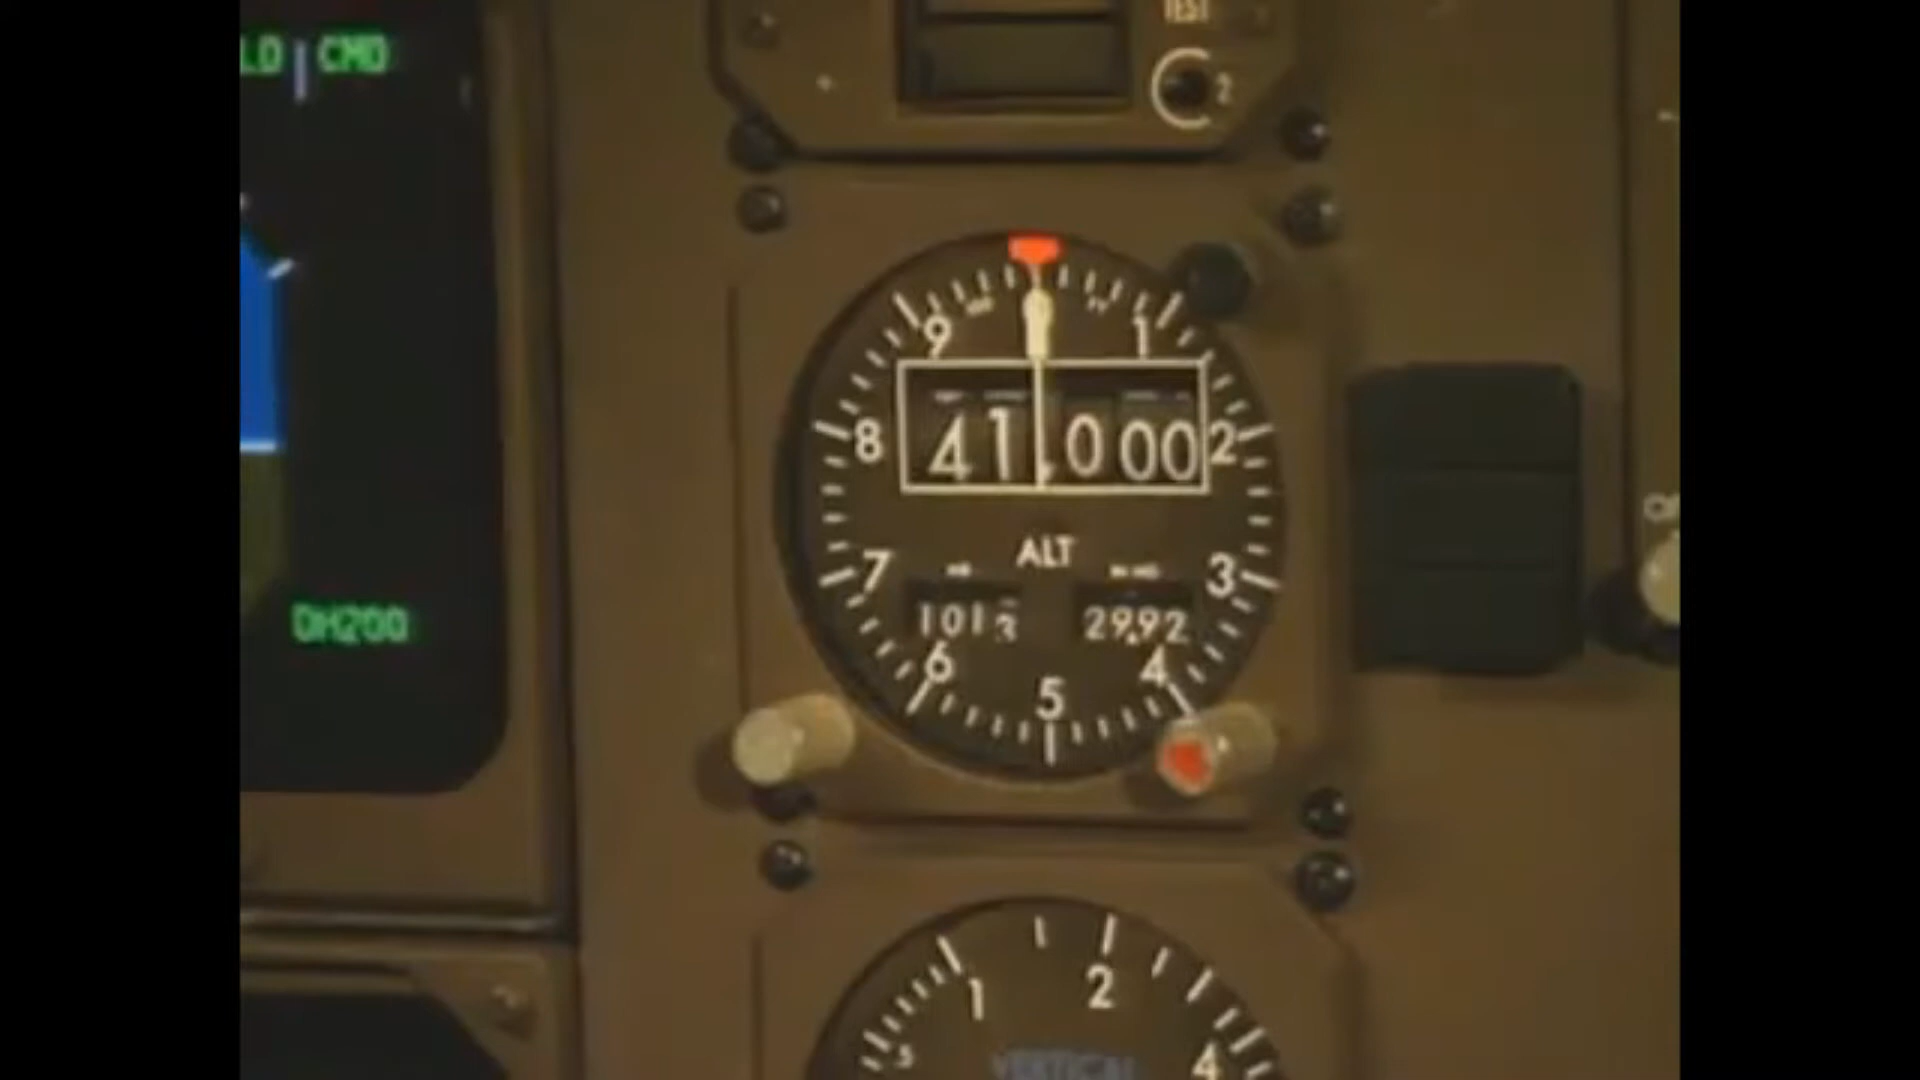 LD CMD
TEST
2
9 1
41,000
8 2
ALT
7 3
1013 29.92
DH200
6 4
5
1 2
.5 4
VERTICAL